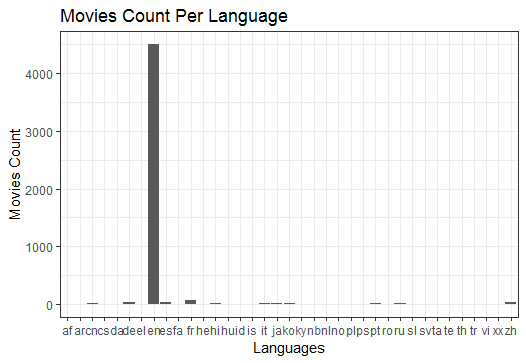 Movies Count Per Language
4000
3000
2000
1000
0
Movies Count
af ar cn cs da de el en es fa fr he hi hu id is it ja ko ky nb nl no pl ps pt ro ru sl sv ta te th tr vi xx zh
Languages